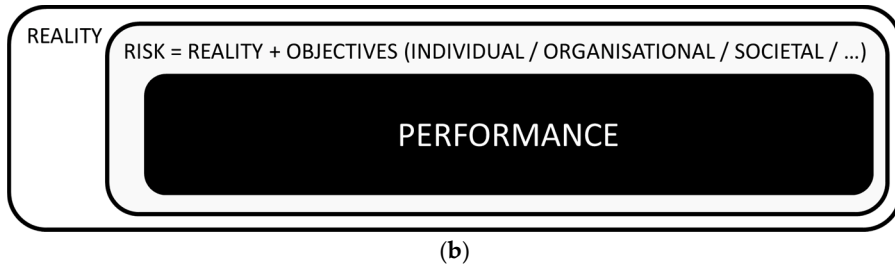 REALITY
RISK = REALITY + OBJECTIVES (INDIVIDUAL / ORGANISATIONAL / SOCIETAL / ...)
PERFORMANCE
(b)